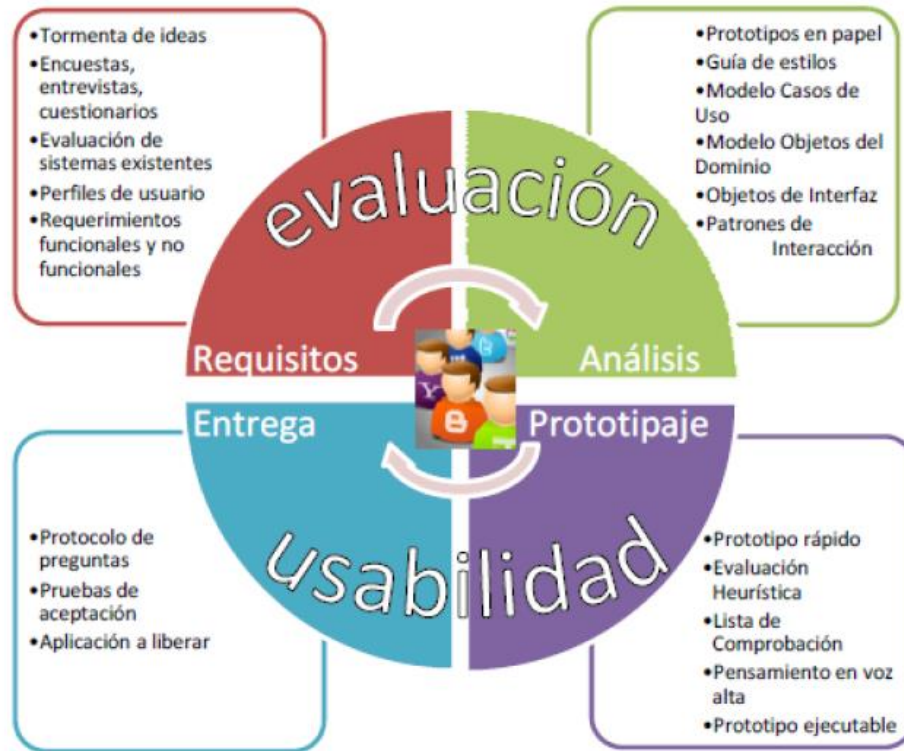 •Tormenta de ideas
•Encuestas,
entrevistas,
cuestionarios
•Evaluación de
sistemas existentes
•Perfiles de usuario
•Requerimientos
funcionales y no
funcionales
•Prototipos en papel
•Guía de estilos
•Modelo Casos de
Uso
•Modelo Objetos del
Dominio
•Objetos de Interfaz
•Patrones de
Interacción
evaluación
Requisitos
Análisis
Entrega
Prototipaje
usabilidad
•Protocolo de
preguntas
•Pruebas de
aceptación
•Aplicación a liberar
•Prototipo rápido
•Evaluación
Heurística
•Lista de
Comprobación
•Pensamiento en voz
alta
•Prototipo ejecutable